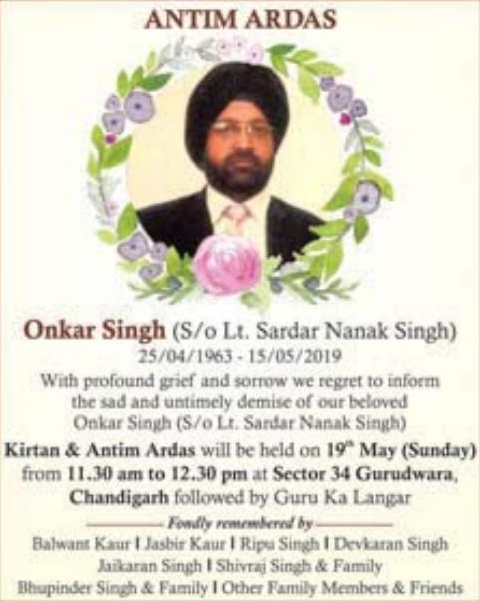 ANTIM ARDAS
Onkar Singh (S/o Lt. Sardar Nanak Singh)
25/04/1963 - 15/05/2019
With profound grief and sorrow we regret to inform
the sad and untimely demise of our beloved
Onkar Singh (S/o Lt. Sardar Nanak Singh)
Kirtan & Antim Ardas will be held on 19th May (Sunday)
from 11.30 am to 12.30 pm at Sector 34 Gurudwara,
Chandigarh followed by Guru Ka Langar
Fondly remembered by
Balwant Kaur | Jasbir Kaur | Ripu Singh | Devkaran Singh
Jaikaran Singh | Shivraj Singh & Family
Bhupinder Singh & Family | Other Family Members & Friends